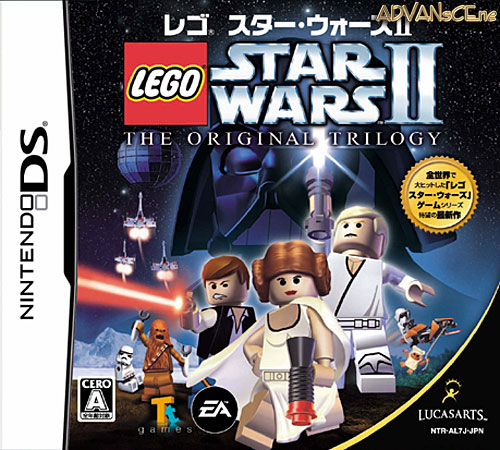 ADVANsCEne
レゴ® スター・ウォーズII
LEGO
STAR
WARS II
THE ORIGINAL TRILOGY
NINTENDO DS
全世界で
大ヒットした「レゴ
スター・ウォーズ」
ゲームシリーズ
待望の最新作
CERO
A
全年齢対象
TT
games
EA
LUCASARTS
NTR-AL7J-JPN